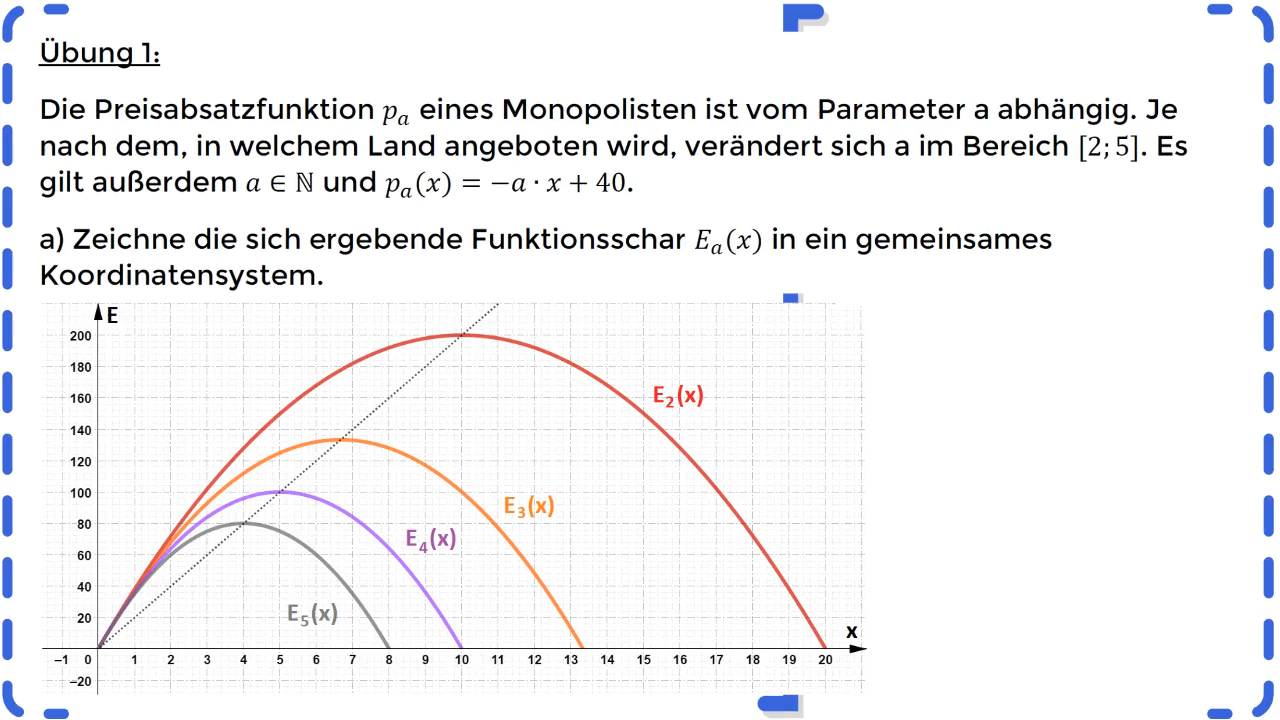 Übung 1:
Die Preisabsatzfunktion pₐ eines Monopolisten ist vom Parameter a abhängig. Je
nach dem, in welchem Land angeboten wird, verändert sich a im Bereich [2; 5]. Es
gilt außerdem a ∈ ℕ und pₐ(x) = −a · x + 40.
a) Zeichne die sich ergebende Funktionsschar Eₐ(x) in ein gemeinsames
Koordinatensystem.
E
200
180
160
140
120
100
80
60
40
20
−20
E₂(x)
E₃(x)
E₄(x)
E₅(x)
x
−1 0 1 2 3 4 5 6 7 8 9 10 11 12 13 14 15 16 17 18 19 20